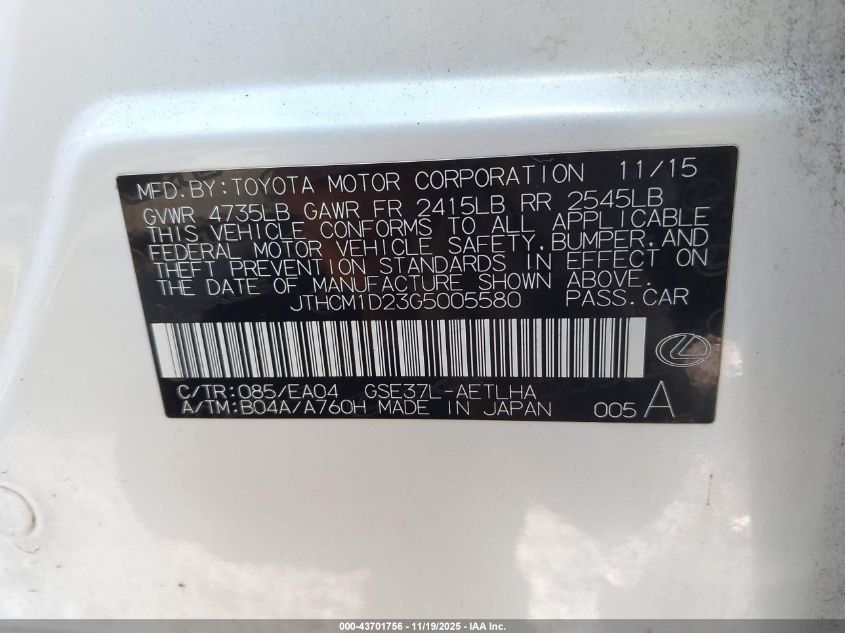 MFD.BY:TOYOTA MOTOR CORPORATION 11/15
GVWR 4735LB GAWR FR 2415LB RR 2545LB
THIS VEHICLE CONFORMS TO ALL APPLICABLE
FEDERAL MOTOR VEHICLE SAFETY,BUMPER,AND
THEFT PREVENTION STANDARDS IN EFFECT ON
THE DATE OF MANUFACTURE SHOWN ABOVE.
JTHCM1D23G5005580 PASS.CAR
C/TR:085/EA04 GSE37L-AETLHA
A/TM:B04A/A760H MADE IN JAPAN 005 A
000-43701756 - 11/19/2025 - IAA Inc.